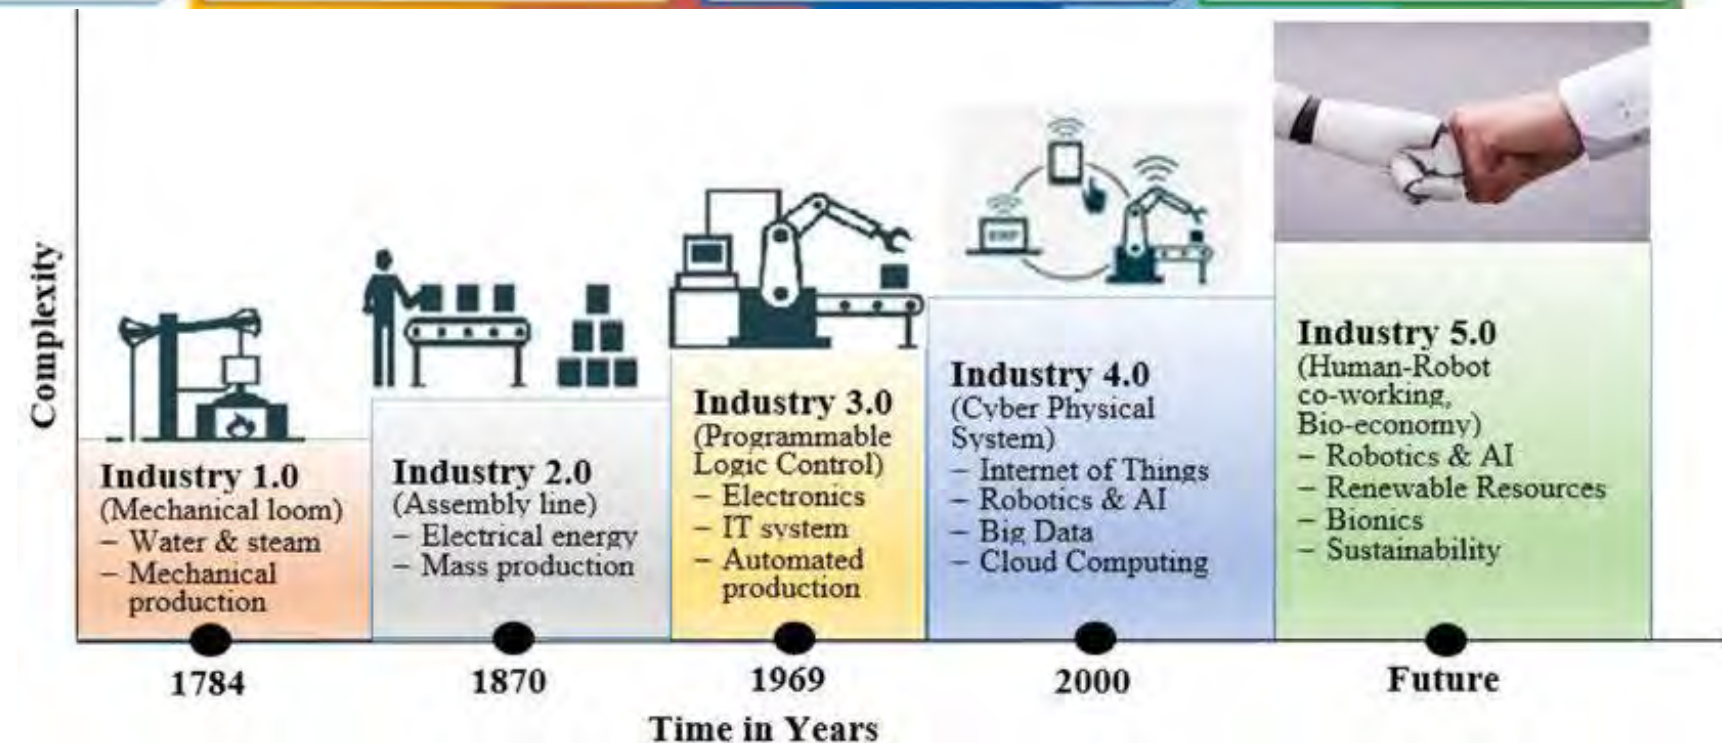 Complexity
Industry 1.0
(Mechanical loom)
– Water & steam
– Mechanical
production
Industry 2.0
(Assembly line)
– Electrical energy
– Mass production
Industry 3.0
(Programmable
Logic Control)
– Electronics
– IT system
– Automated
production
Industry 4.0
(Cyber Physical
System)
– Internet of Things
– Robotics & AI
– Big Data
– Cloud Computing
Industry 5.0
(Human-Robot
co-working,
Bio-economy)
– Robotics & AI
– Renewable Resources
– Bionics
– Sustainability
1784
1870
1969
2000
Future
Time in Years